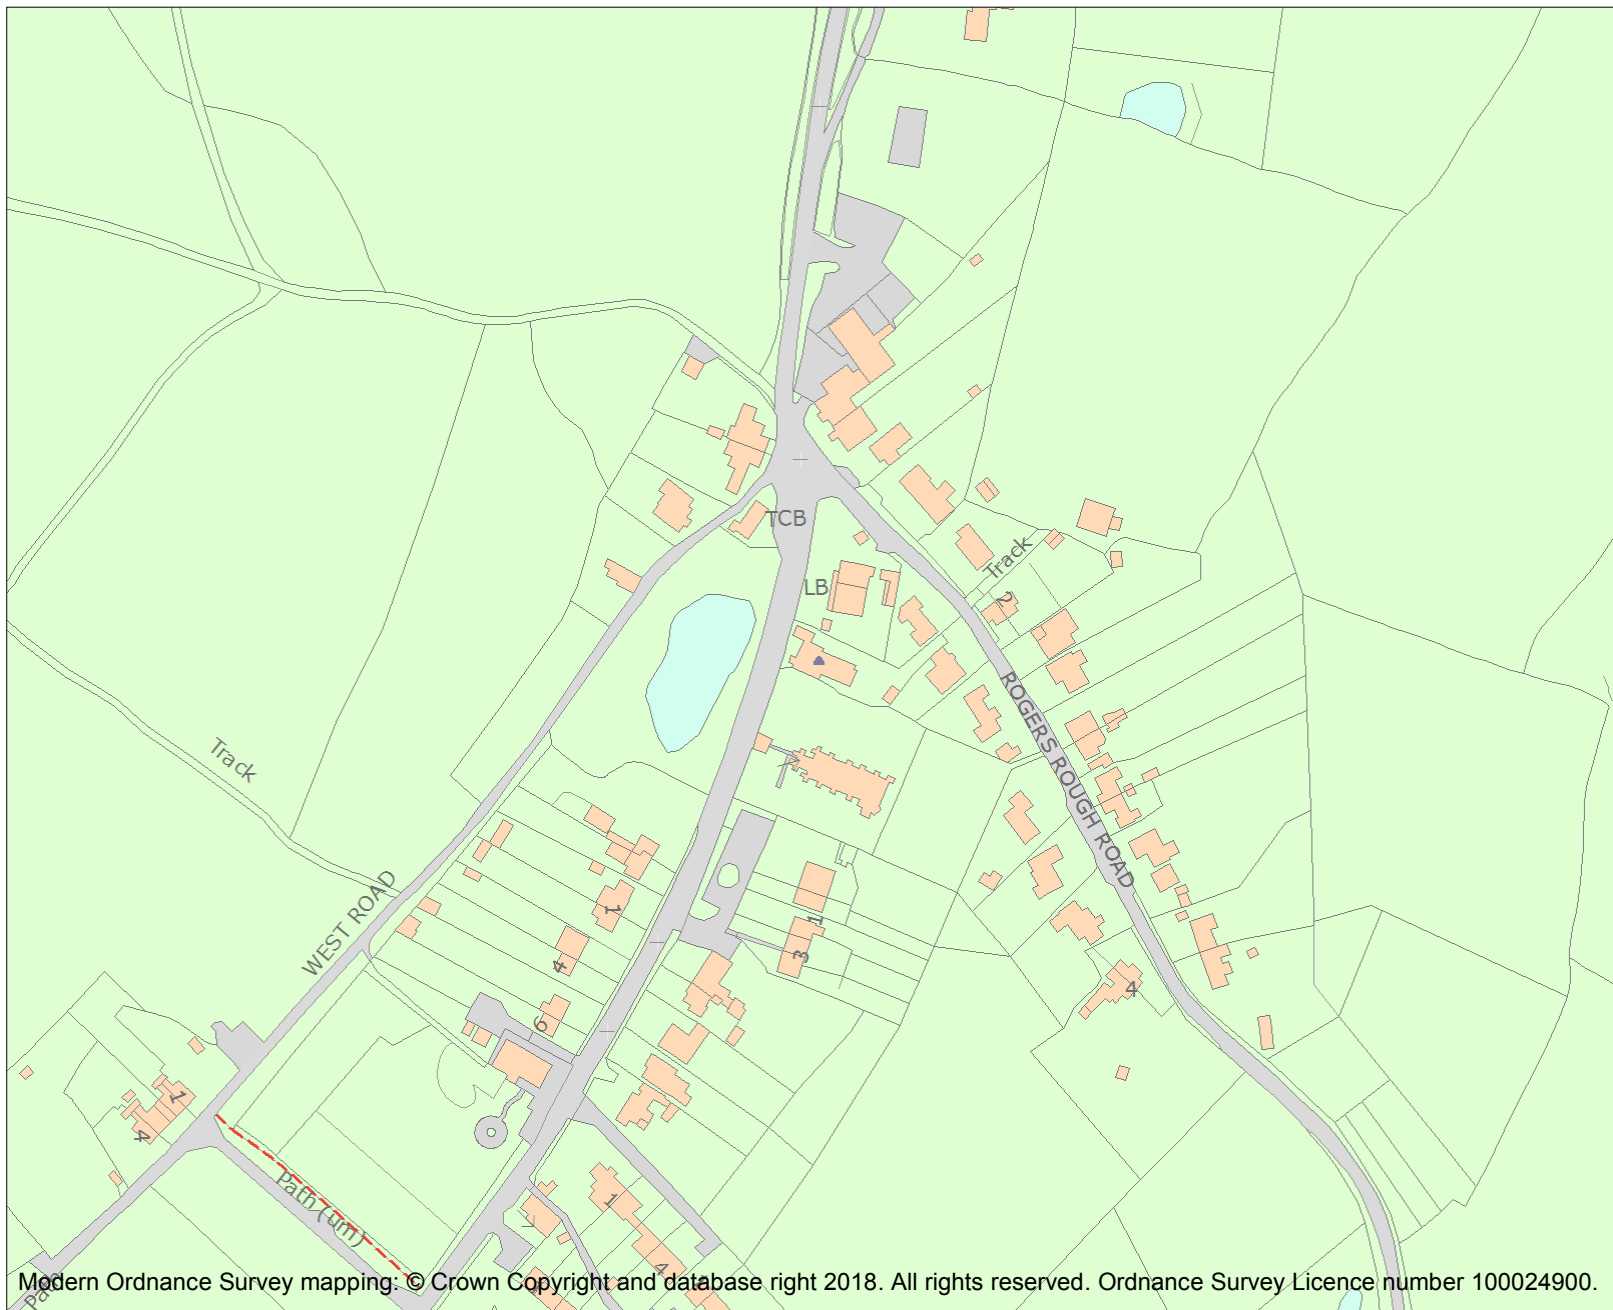 TCB
Track
LB
2
ROGERS ROUGH ROAD
Track
WEST ROAD
1
4
6
1
3
4
1
4
Path (um)
1
4
Modern Ordnance Survey mapping: © Crown Copyright and database right 2018. All rights reserved. Ordnance Survey Licence number 100024900.